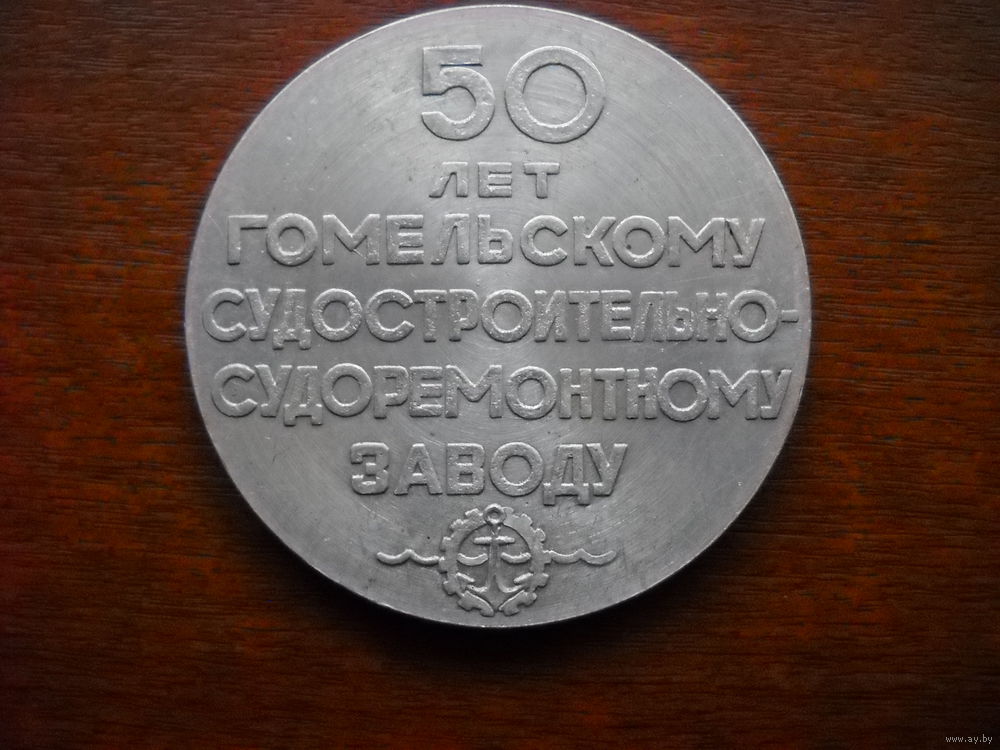 50
ЛЕТ
ГОМЕЛЬСКОМУ
СУДОСТРОИТЕЛЬНО-
СУДОРЕМОНТНОМУ
ЗАВОДУ
www.ay.by